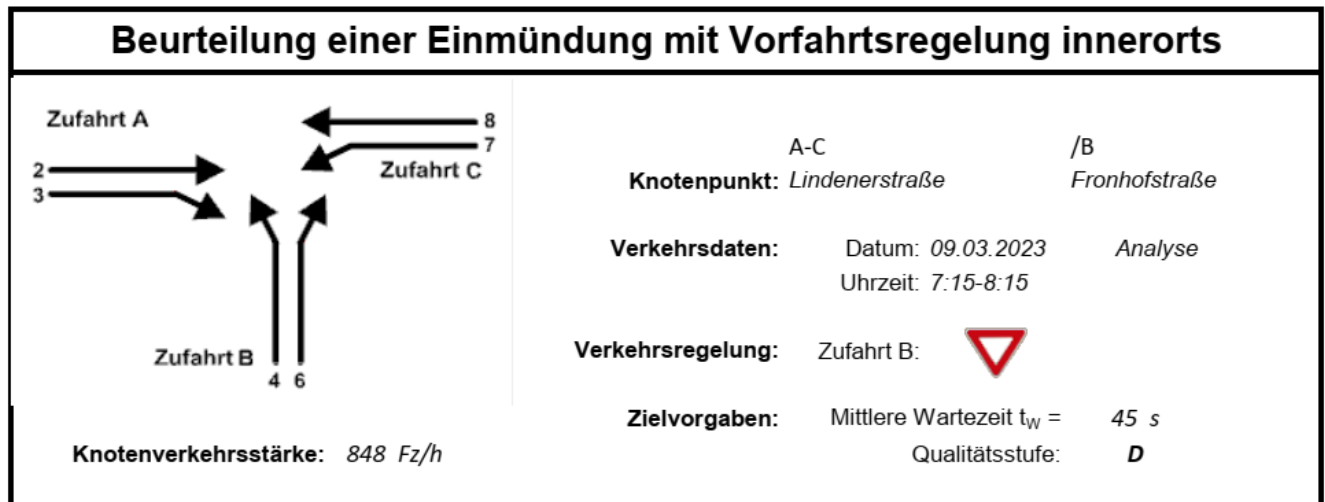 Beurteilung einer Einmündung mit Vorfahrtsregelung innerorts
Zufahrt A
8
7
2
3
Zufahrt C
Zufahrt B
4 6
Knotenverkehrsstärke: 848 Fz/h
A-C /B
Knotenpunkt: Lindenerstraße Fronhofstraße
Verkehrsdaten: Datum: 09.03.2023 Analyse
Uhrzeit: 7:15-8:15
Verkehrsregelung: Zufahrt B:
Zielvorgaben: Mittlere Wartezeit tW = 45 s
Qualitätsstufe: D